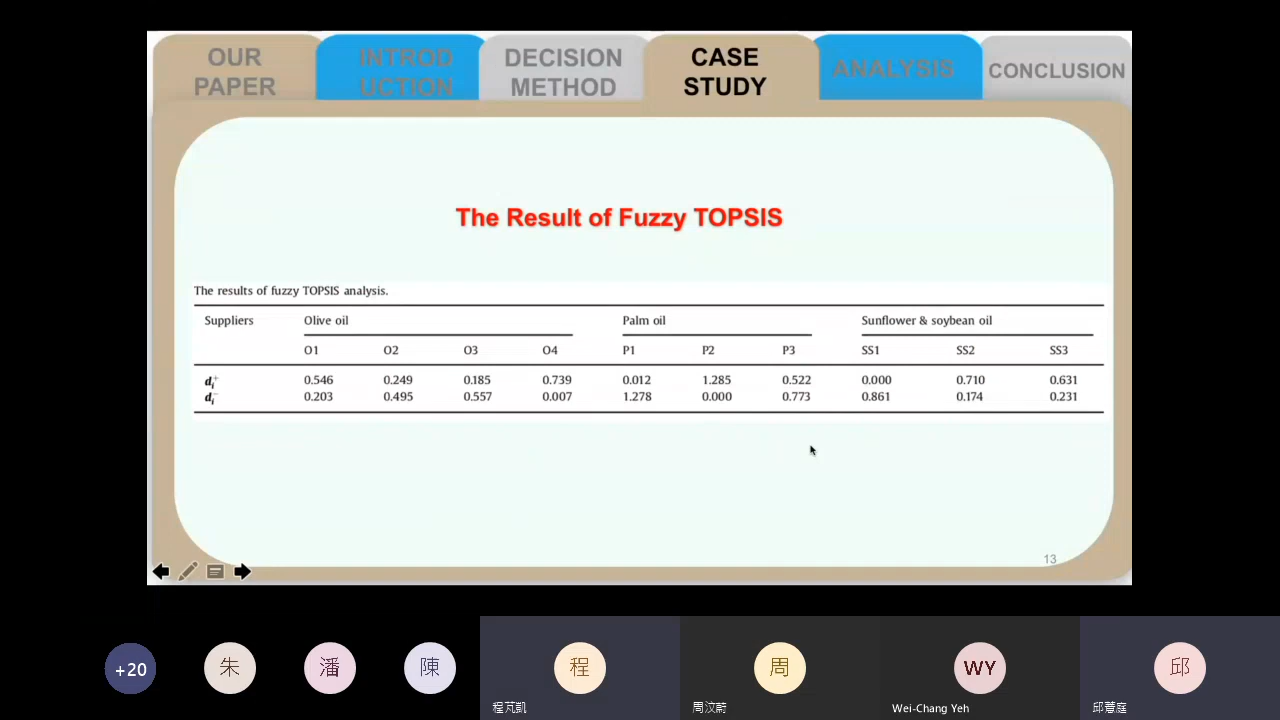 OUR
PAPER
INTROD
UCTION
DECISION
METHOD
CASE
STUDY
ANALYSIS
CONCLUSION
The Result of Fuzzy TOPSIS
The results of fuzzy TOPSIS analysis.
Suppliers Olive oil Palm oil Sunflower & soybean oil
O1 O2 O3 O4 P1 P2 P3 SS1 SS2 SS3
dᵢ⁺ 0.546 0.249 0.185 0.739 0.012 1.285 0.522 0.000 0.710 0.631
dᵢ⁻ 0.203 0.495 0.557 0.007 1.278 0.000 0.773 0.861 0.174 0.231
13
+20 朱 潘 陳 程 周 WY 邱
程芃凱 周汶蔚 Wei-Chang Yeh 邱薏庭